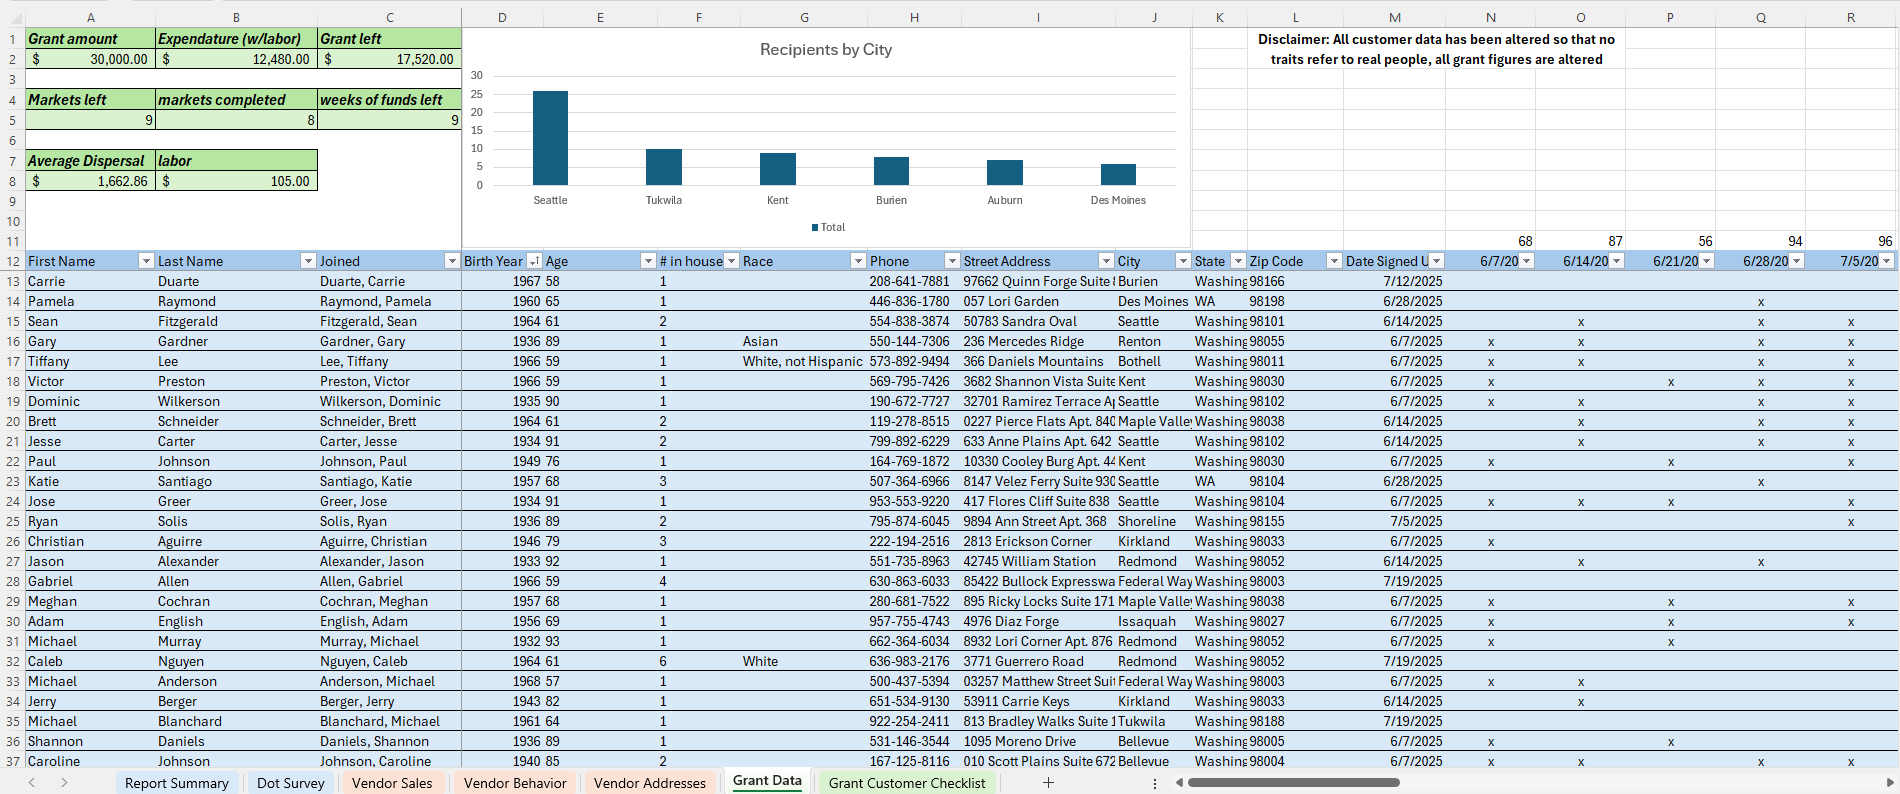 A B C D E F G H I J K L M N O P Q R
1 Grant amount Expendature (w/labor) Grant left
2 $ 30,000.00 $ 12,480.00 $ 17,520.00
3
4 Markets left markets completed weeks of funds left
5 9 8 9
6
7 Average Dispersal labor
8 $ 1,662.86 $ 105.00
9
10
11 68 87 56 94 96
Recipients by City
30
25
20
15
10
5
0
Seattle Tukwila Kent Burien Auburn Des Moines
Total
Disclaimer: All customer data has been altered so that no
traits refer to real people, all grant figures are altered
12 First Name Last Name Joined Birth Year Age # in house Race Phone Street Address City State Zip Code Date Signed U 6/7/20 6/14/20 6/21/20 6/28/20 7/5/20
13 Carrie Duarte Duarte, Carrie 1967 58 1 208-641-7881 97662 Quinn Forge Suite Burien Washing 98166 7/12/2025
14 Pamela Raymond Raymond, Pamela 1960 65 1 446-836-1780 057 Lori Garden Des Moines WA 98198 6/28/2025 x
15 Sean Fitzgerald Fitzgerald, Sean 1964 61 2 554-838-3874 50783 Sandra Oval Seattle Washing 98101 6/14/2025 x x x
16 Gary Gardner Gardner, Gary 1936 89 1 Asian 550-144-7306 236 Mercedes Ridge Renton Washing 98055 6/7/2025 x x x x
17 Tiffany Lee Lee, Tiffany 1966 59 1 White, not Hispanic 573-892-9494 366 Daniels Mountains Bothell Washing 98011 6/7/2025 x x x x
18 Victor Preston Preston, Victor 1966 59 1 569-795-7426 3682 Shannon Vista Suite Kent Washing 98030 6/7/2025 x x x x
19 Dominic Wilkerson Wilkerson, Dominic 1935 90 1 190-672-7727 32701 Ramirez Terrace A Seattle Washing 98102 6/7/2025 x x x x
20 Brett Schneider Schneider, Brett 1964 61 2 119-278-8515 0227 Pierce Flats Apt. 840 Maple Valley Washing 98038 6/14/2025 x x x
21 Jesse Carter Carter, Jesse 1934 91 2 799-892-6229 633 Anne Plains Apt. 642 Seattle Washing 98102 6/14/2025 x x x
22 Paul Johnson Johnson, Paul 1949 76 1 164-769-1872 10330 Cooley Burg Apt. 44 Kent Washing 98030 6/7/2025 x x x
23 Katie Santiago Santiago, Katie 1957 68 3 507-364-6966 8147 Velez Ferry Suite 930 Seattle WA 98104 6/28/2025 x
24 Jose Greer Greer, Jose 1934 91 1 953-553-9220 417 Flores Cliff Suite 838 Seattle Washing 98104 6/7/2025 x x x x
25 Ryan Solis Solis, Ryan 1936 89 2 795-874-6045 9894 Ann Street Apt. 368 Shoreline Washing 98155 7/5/2025 x
26 Christian Aguirre Aguirre, Christian 1946 79 3 222-194-2516 2813 Erickson Corner Kirkland Washing 98033 6/7/2025 x
27 Jason Alexander Alexander, Jason 1933 92 1 551-735-8963 42745 William Station Redmond Washing 98052 6/14/2025 x x
28 Gabriel Allen Allen, Gabriel 1966 59 4 630-863-6033 85422 Bullock Expresswa Federal Way Washing 98003 7/19/2025
29 Meghan Cochran Cochran, Meghan 1957 68 1 280-681-7522 895 Ricky Locks Suite 171 Maple Valley Washing 98038 6/7/2025 x x x
30 Adam English English, Adam 1956 69 1 957-755-4743 4976 Diaz Forge Issaquah Washing 98027 6/7/2025 x x x
31 Michael Murray Murray, Michael 1932 93 1 662-364-6034 8932 Lori Corner Apt. 876 Redmond Washing 98052 6/7/2025 x x
32 Caleb Nguyen Nguyen, Caleb 1964 61 6 White 636-983-2176 3771 Guerrero Road Redmond Washing 98052 7/19/2025
33 Michael Anderson Anderson, Michael 1968 57 1 500-437-5394 03257 Matthew Street Sui Federal Way Washing 98003 6/7/2025 x x
34 Jerry Berger Berger, Jerry 1943 82 1 651-534-9130 53911 Carrie Keys Kirkland Washing 98033 6/14/2025 x
35 Michael Blanchard Blanchard, Michael 1961 64 1 922-254-2411 813 Bradley Walks Suite 1 Tukwila Washing 98188 7/19/2025
36 Shannon Daniels Daniels, Shannon 1936 89 1 531-146-3544 1095 Moreno Drive Bellevue Washing 98005 6/7/2025 x x
37 Caroline Johnson Johnson, Caroline 1940 85 2 167-125-8116 010 Scott Plains Suite 672 Bellevue Washing 98004 6/7/2025 x x x x
Report Summary Dot Survey Vendor Sales Vendor Behavior Vendor Addresses Grant Data Grant Customer Checklist